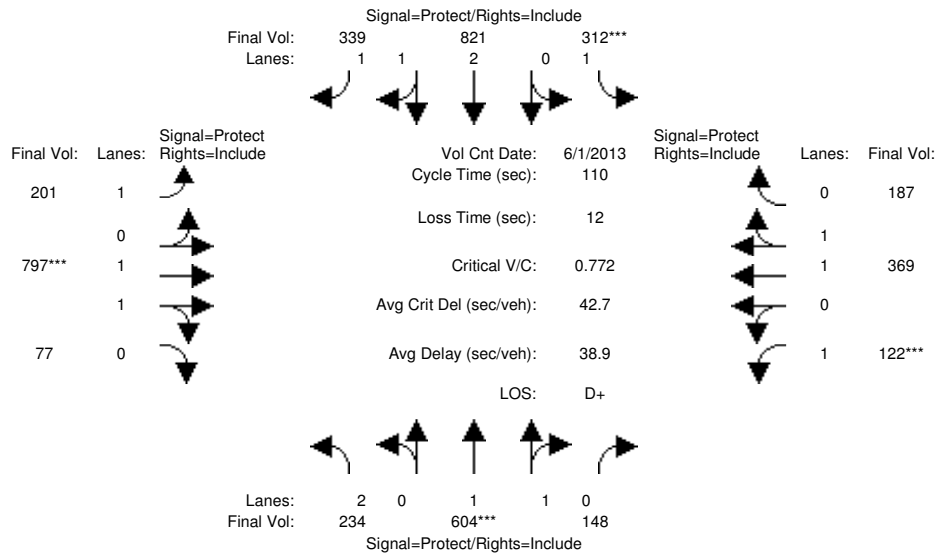 Signal=Protect/Rights=Include
Final Vol: 339 821 312***
Lanes: 1 1 2 0 1
Signal=Protect
Final Vol: Lanes: Rights=Include
Vol Cnt Date: 6/1/2013
Signal=Protect
Rights=Include Lanes: Final Vol:
Cycle Time (sec): 110
201 1
0 187
Loss Time (sec): 12
0
1
797*** 1
Critical V/C: 0.772
1 369
1
Avg Crit Del (sec/veh): 42.7
0
77 0
Avg Delay (sec/veh): 38.9
1 122***
LOS: D+
Lanes: 2 0 1 1 0
Final Vol: 234 604*** 148
Signal=Protect/Rights=Include